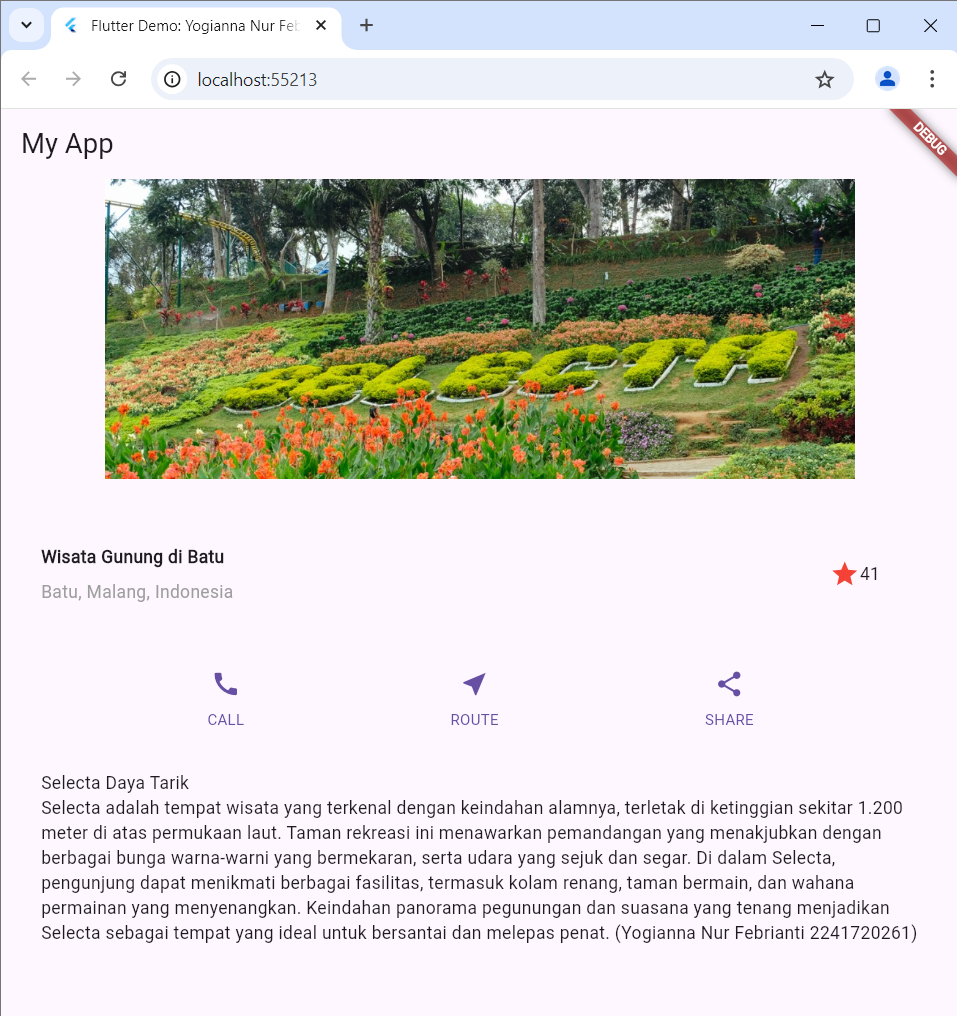 Flutter Demo: Yogianna Nur Feb
localhost:55213
My App
DEBUG
SELECTA
Wisata Gunung di Batu
Batu, Malang, Indonesia
41
CALL
ROUTE
SHARE
Selecta Daya Tarik
Selecta adalah tempat wisata yang terkenal dengan keindahan alamnya, terletak di ketinggian sekitar 1.200
meter di atas permukaan laut. Taman rekreasi ini menawarkan pemandangan yang menakjubkan dengan
berbagai bunga warna-warni yang bermekaran, serta udara yang sejuk dan segar. Di dalam Selecta,
pengunjung dapat menikmati berbagai fasilitas, termasuk kolam renang, taman bermain, dan wahana
permainan yang menyenangkan. Keindahan panorama pegunungan dan suasana yang tenang menjadikan
Selecta sebagai tempat yang ideal untuk bersantai dan melepas penat. (Yogianna Nur Febrianti 2241720261)